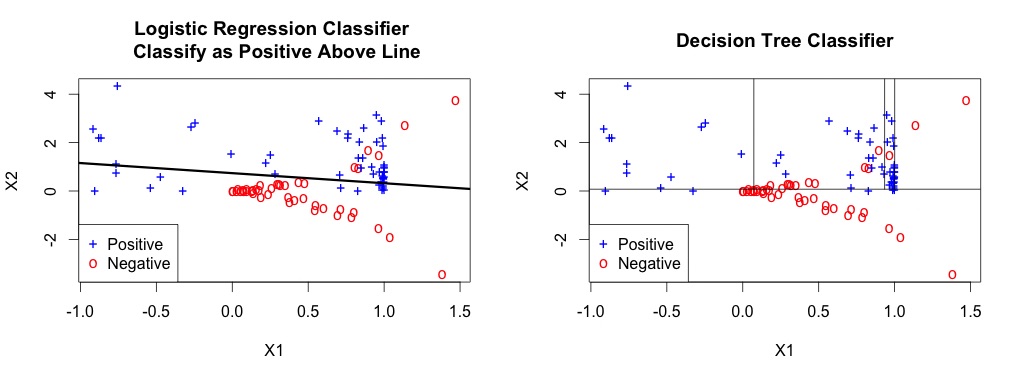 Logistic Regression Classifier
Classify as Positive Above Line
X2
4
2
0
-2
Positive
Negative
-1.0 -0.5 0.0 0.5 1.0 1.5
X1
Decision Tree Classifier
X2
4
2
0
-2
Positive
Negative
-1.0 -0.5 0.0 0.5 1.0 1.5
X1